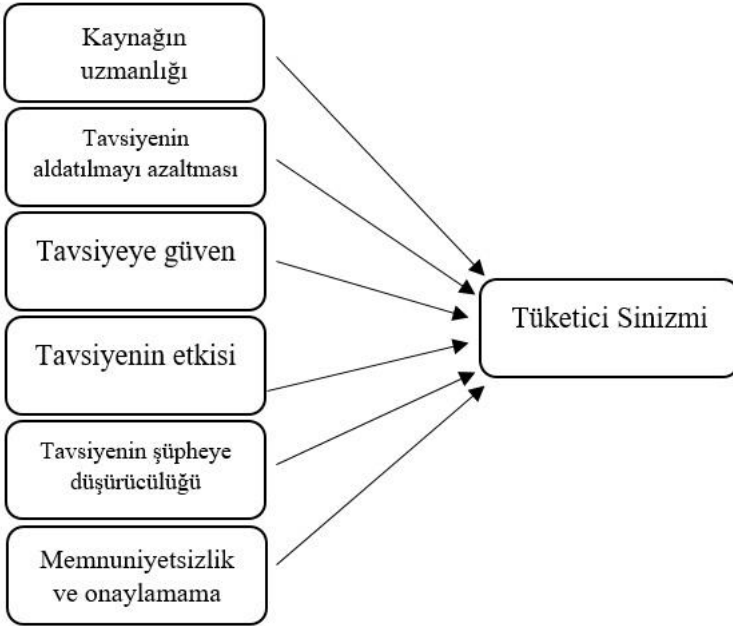 Kaynağın
uzmanlığı
Tavsiyenin
aldatılmayı azaltması
Tavsiyeye güven
Tavsiyenin etkisi
Tavsiyenin şüpheye
düşürücülüğü
Memnuniyetsizlik
ve onaylamama
Tüketici Sinizmi